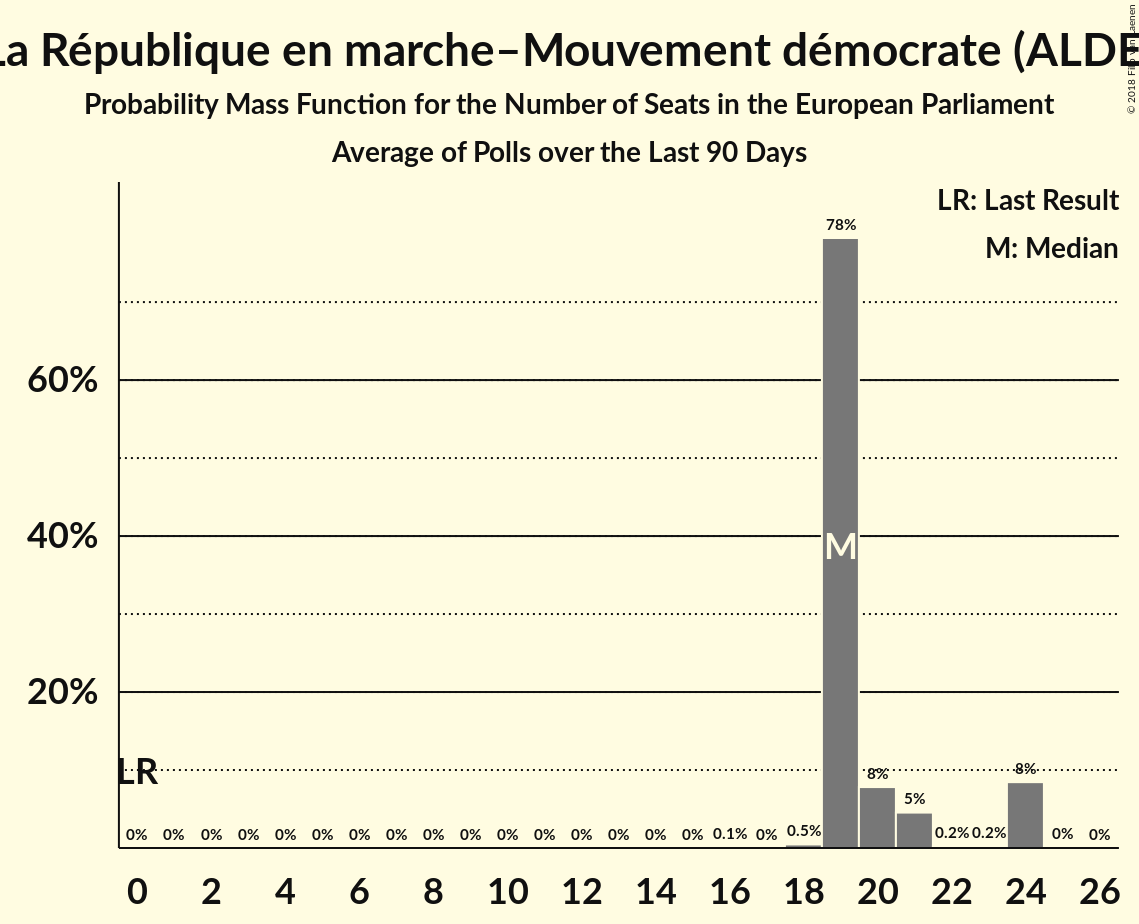 La République en marche–Mouvement démocrate (ALDE
Probability Mass Function for the Number of Seats in the European Parliament
Average of Polls over the Last 90 Days
© 2018 Filip van Laenen
LR: Last Result
M: Median
78%
60%
40%
M
20%
LR
0% 0% 0% 0% 0% 0% 0% 0% 0% 0% 0% 0% 0% 0% 0% 0% 0.1% 0% 0.5% 8% 5% 0.2% 0.2% 8% 0% 0%
0 2 4 6 8 10 12 14 16 18 20 22 24 26